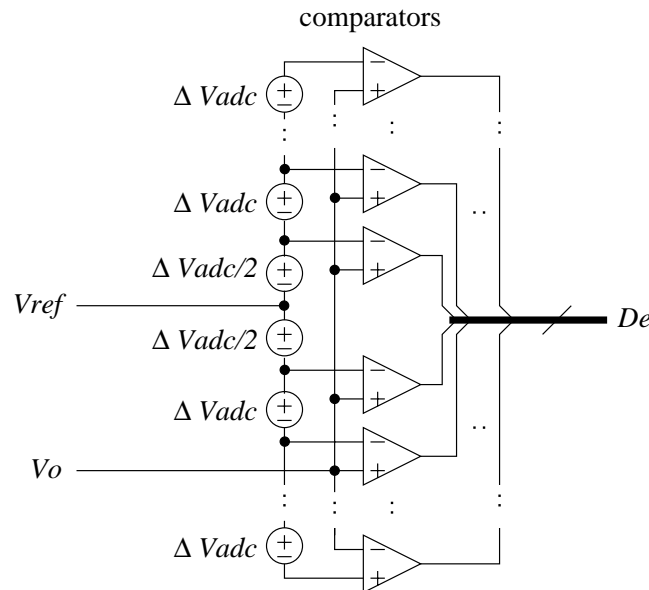 comparators
Δ Vadc
Δ Vadc
Δ Vadc/2
Vref
De
Δ Vadc/2
Δ Vadc
Vo
Δ Vadc